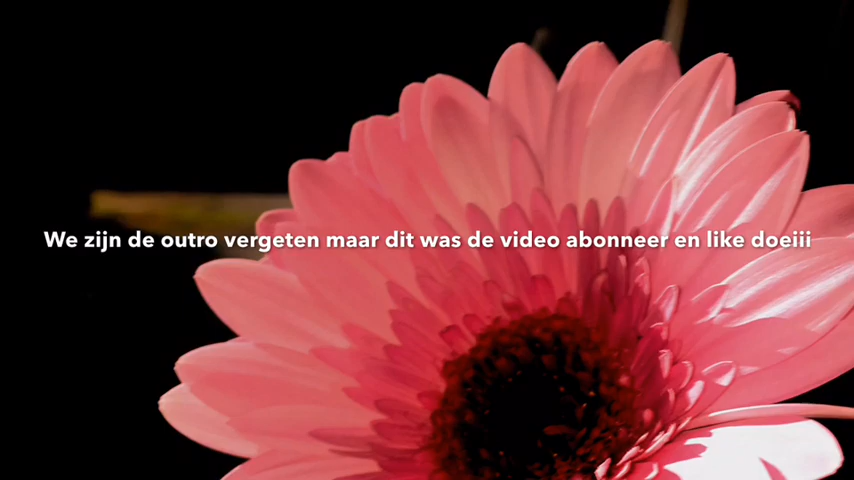 We zijn de outro vergeten maar dit was de video abonneer en like doeiii